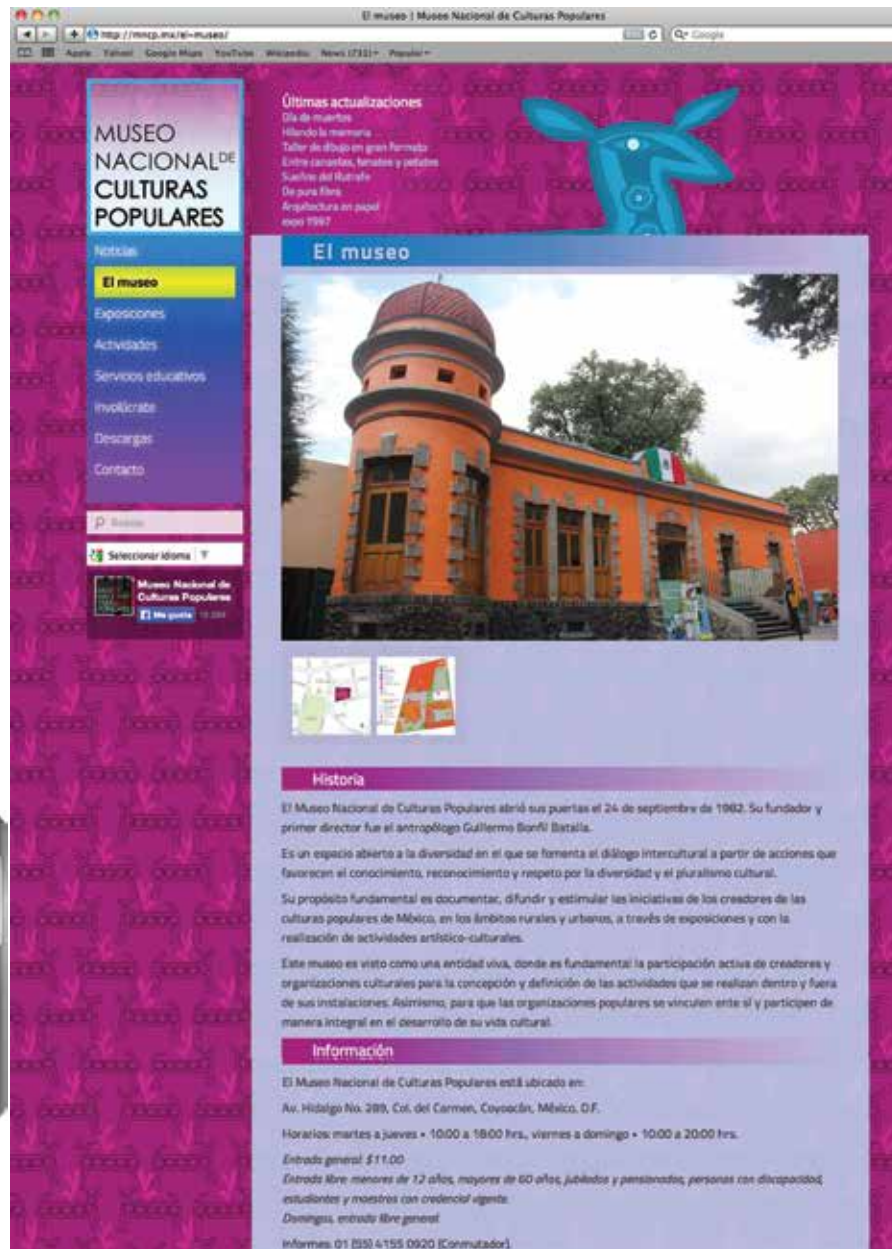 El museo | Museo Nacional de Culturas Populares
http://mncp.mx/el-museo/
Google
Apple Yahoo! Google Maps YouTube Wikipedia News (732) Popular
MUSEO
NACIONAL DE
CULTURAS
POPULARES
Últimas actualizaciones
Día de muertos
Hilando la memoria
Taller de dibujo en gran formato
Entre canastas, tenates y petates
Sueños del
De pura fibra
Arquitectura en papel
expo 1997
Noticias
El museo
Exposiciones
Actividades
Servicios educativos
Involúcrate
Descargas
Contacto
Buscar
Seleccionar idioma
Museo Nacional de
Culturas Populares
Me gusta
El museo
Historia
El Museo Nacional de Culturas Populares abrió sus puertas el 24 de septiembre de 1982. Su fundador y
primer director fue el antropólogo Guillermo Bonfil Batalla.
Es un espacio abierto a la diversidad en el que se fomenta el diálogo intercultural a partir de acciones que
favorecen el conocimiento, reconocimiento y respeto por la diversidad y el pluralismo cultural.
Su propósito fundamental es documentar, difundir y estimular las iniciativas de los creadores de las
culturas populares de México, en los ámbitos rurales y urbanos, a través de exposiciones y con la
realización de actividades artístico-culturales.
Este museo es visto como una entidad viva, donde es fundamental la participación activa de creadores y
organizaciones culturales para la concepción y definición de las actividades que se realizan dentro y fuera
de sus instalaciones. Asimismo, para que las organizaciones populares se vinculen ente sí y participen de
manera integral en el desarrollo de su vida cultural.
Información
El Museo Nacional de Culturas Populares está ubicado en:
Av. Hidalgo No. 289, Col. del Carmen, Coyoacán, México, D.F.
Horarios: martes a jueves • 10:00 a 18:00 hrs., viernes a domingo • 10:00 a 20:00 hrs.
Entrada general: $11.00
Entrada libre menores de 12 años, mayores de 60 años, jubilados y pensionados, personas con discapacidad,
estudiantes y maestros con credencial vigente.
Domingos, entrada libre general
Informes: 01 (55) 4155 0920 (Conmutador).